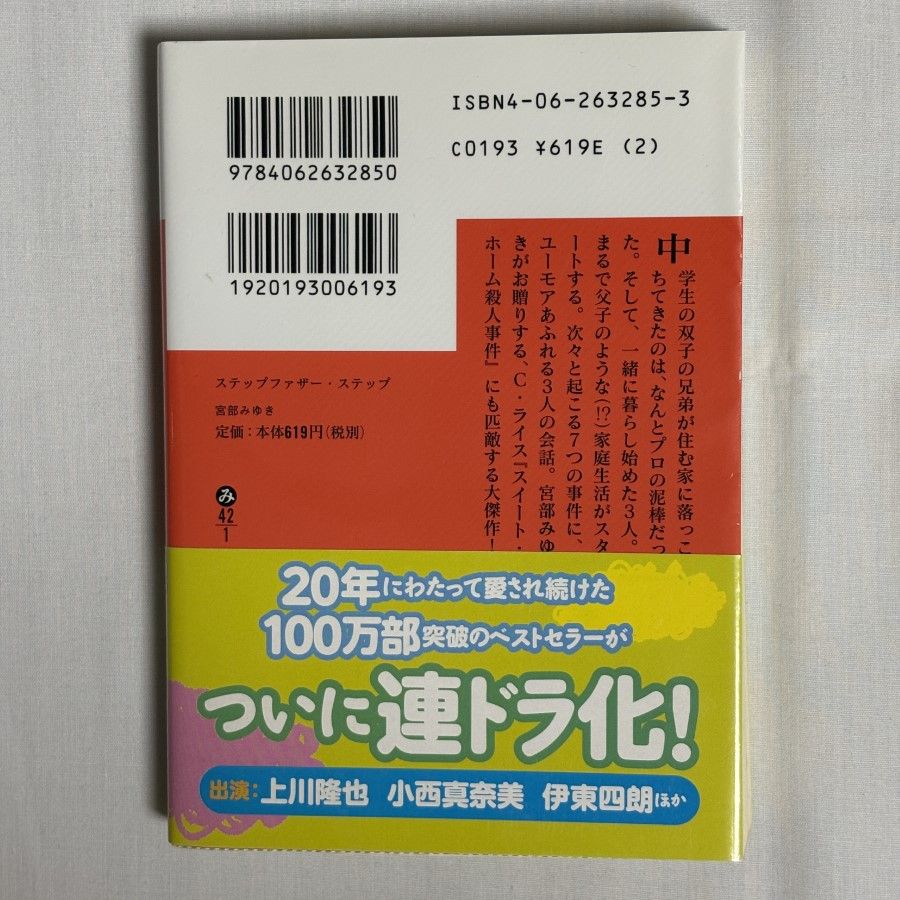 ISBN4-06-263285-3
C0193 ¥619E (2)
9784062632850
1920193006193
中学生の双子の兄弟が住む家に落っこ
ちてきたのは、なんとプロの泥棒だっ
た。そして、一緒に暮らし始めた3人。
まるで父子のような(!?)家庭生活がスタ
ートする。次々と起こる7つの事件に、
ユーモアあふれる3人の会話。宮部みゆ
きがお贈りする、C・ライス『スイート・
ホーム殺人事件』にも匹敵する大傑作!
ステップファザー・ステップ
宮部みゆき
定価:本体619円(税別)
み
42
1
20年にわたって愛され続けた
100万部突破のベストセラーが
ついに連ドラ化!
出演:上川隆也 小西真奈美 伊東四朗ほか